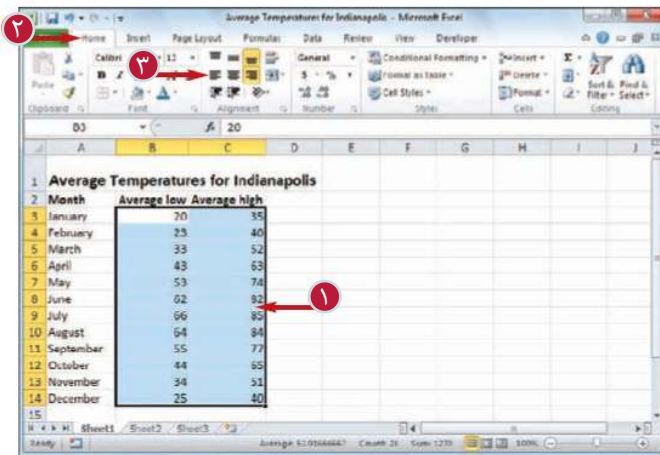 Average Temperatures for Indianapolis - Microsoft Excel
٢
Home Insert Page Layout Formulas Data Review View Developer
٣
Calibri 12 General Conditional Formatting Insert Σ
Paste B I $ % , Format as Table Delete Sort & Find &
Cell Styles Format Filter Select
Clipboard Font Alignment Number Styles Cells Editing
B3 20
A B C D E F G H I J
1 Average Temperatures for Indianapolis
2 Month Average low Average high
3 January 20 35
4 February 23 40
5 March 33 52
6 April 43 63
7 May 53 74
8 June 62 82
١
9 July 66 85
10 August 64 84
11 September 55 77
12 October 44 65
13 November 34 51
14 December 25 40
15
Sheet1 Sheet2 Sheet3
Ready Average Sum: 1270 100%